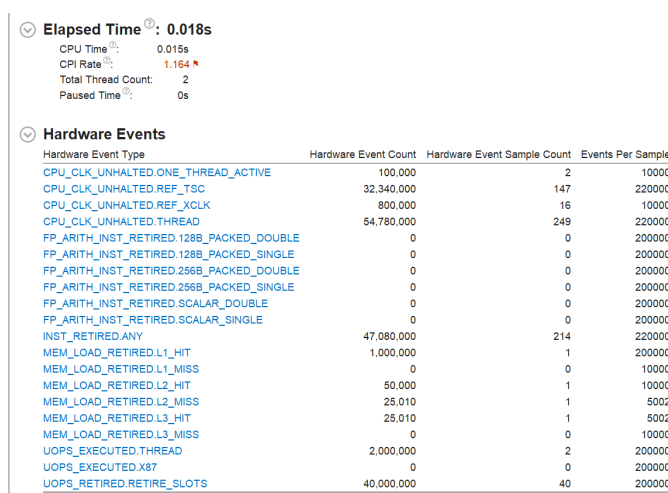 Elapsed Time ?: 0.018s
CPU Time ?: 0.015s
CPI Rate ?: 1.164
Total Thread Count: 2
Paused Time ?: 0s
Hardware Events
Hardware Event Type Hardware Event Count Hardware Event Sample Count Events Per Sample
CPU_CLK_UNHALTED.ONE_THREAD_ACTIVE 100,000 2 10000
CPU_CLK_UNHALTED.REF_TSC 32,340,000 147 220000
CPU_CLK_UNHALTED.REF_XCLK 800,000 16 10000
CPU_CLK_UNHALTED.THREAD 54,780,000 249 220000
FP_ARITH_INST_RETIRED.128B_PACKED_DOUBLE 0 0 200000
FP_ARITH_INST_RETIRED.128B_PACKED_SINGLE 0 0 200000
FP_ARITH_INST_RETIRED.256B_PACKED_DOUBLE 0 0 200000
FP_ARITH_INST_RETIRED.256B_PACKED_SINGLE 0 0 200000
FP_ARITH_INST_RETIRED.SCALAR_DOUBLE 0 0 200000
FP_ARITH_INST_RETIRED.SCALAR_SINGLE 0 0 200000
INST_RETIRED.ANY 47,080,000 214 220000
MEM_LOAD_RETIRED.L1_HIT 1,000,000 1 200000
MEM_LOAD_RETIRED.L1_MISS 0 0 10000
MEM_LOAD_RETIRED.L2_HIT 50,000 1 10000
MEM_LOAD_RETIRED.L2_MISS 25,010 1 5002
MEM_LOAD_RETIRED.L3_HIT 25,010 1 5002
MEM_LOAD_RETIRED.L3_MISS 0 0 10000
UOPS_EXECUTED.THREAD 2,000,000 2 200000
UOPS_EXECUTED.X87 0 0 200000
UOPS_RETIRED.RETIRE_SLOTS 40,000,000 40 200000